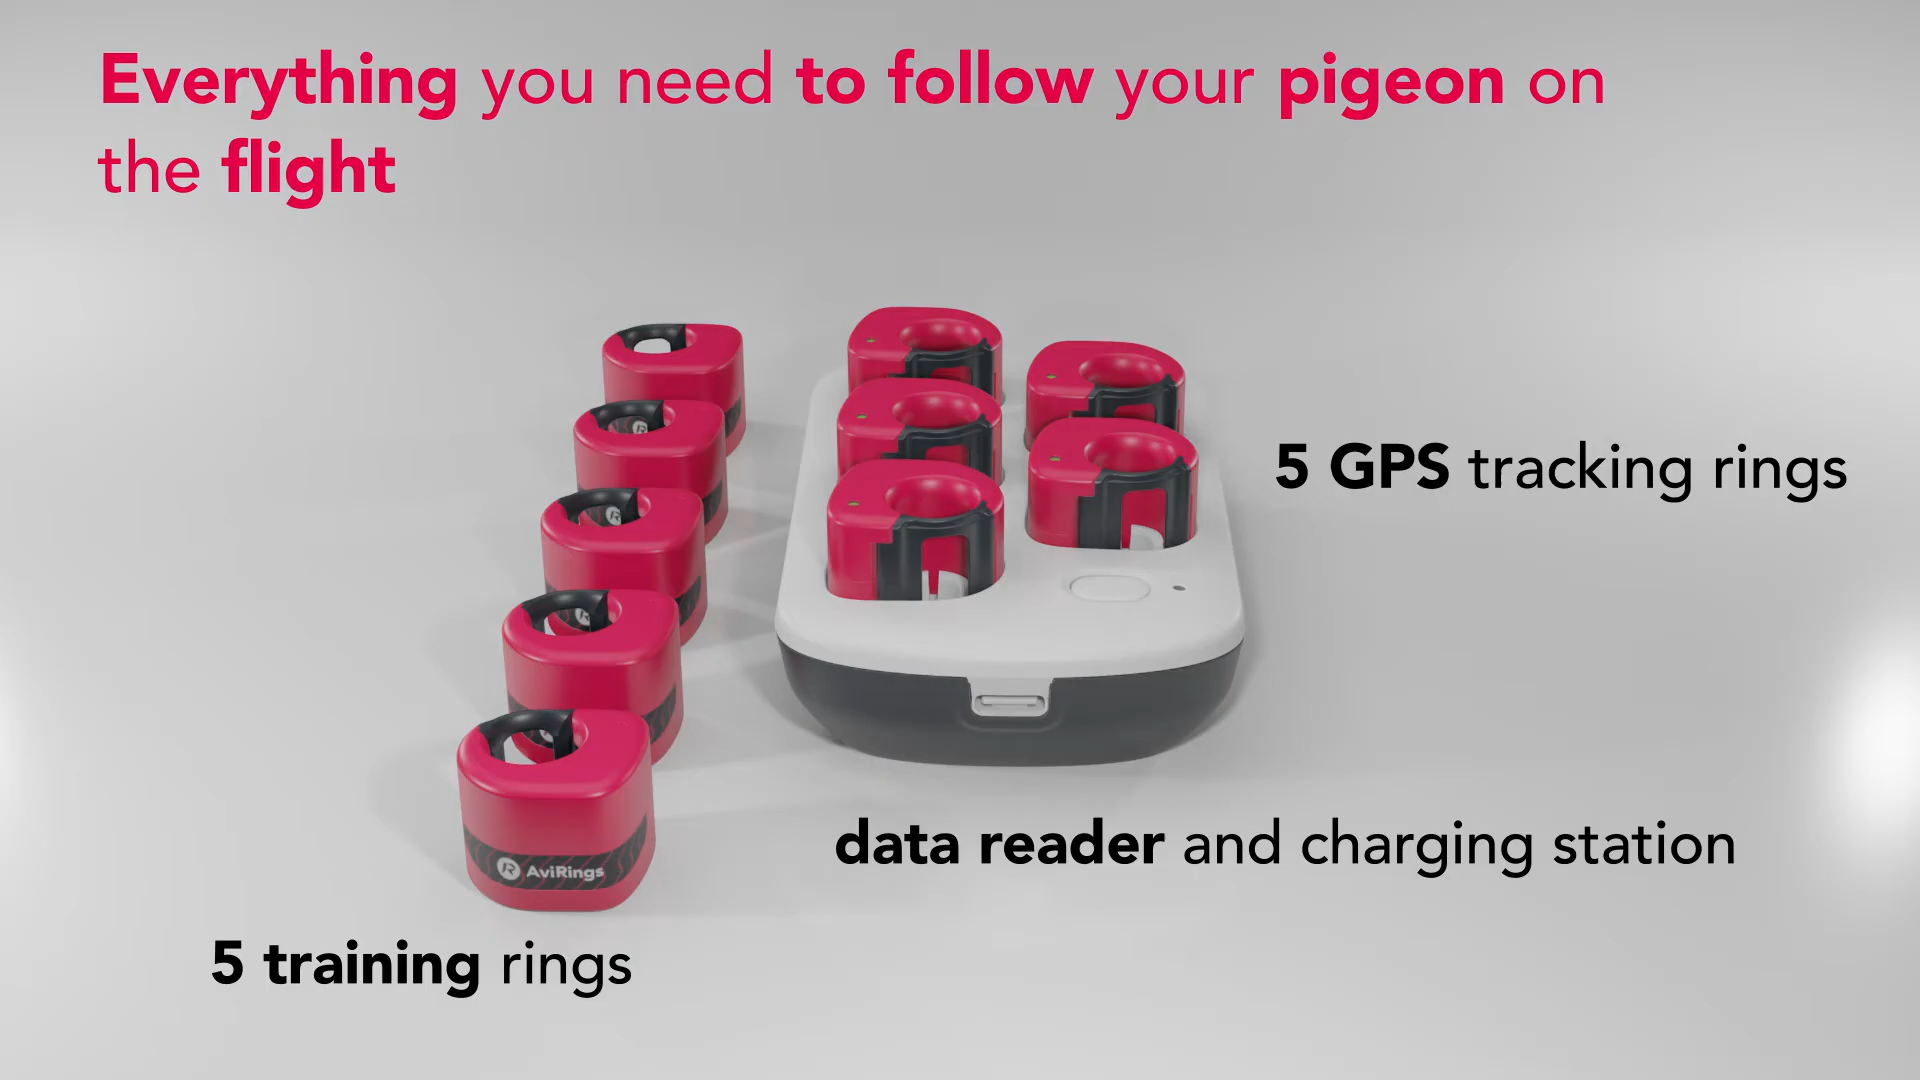 Everything you need to follow your pigeon on
the flight
5 GPS tracking rings
data reader and charging station
AviRings
5 training rings